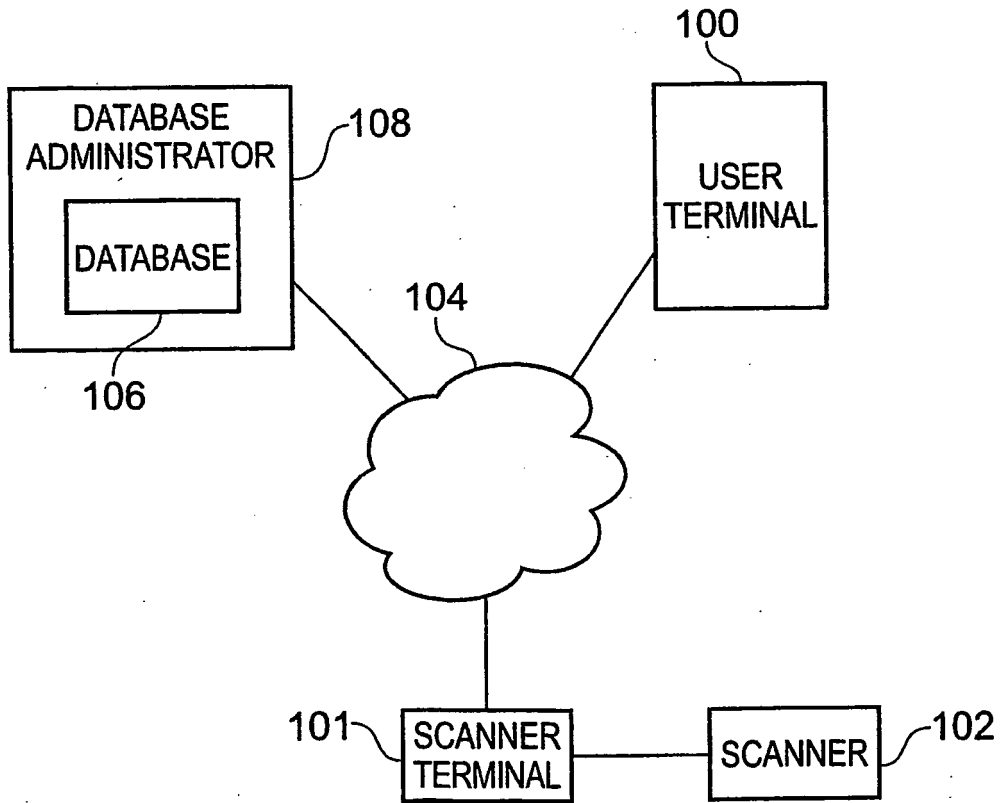 100
DATABASE
ADMINISTRATOR
108
USER
TERMINAL
DATABASE
104
106
101
SCANNER
TERMINAL
SCANNER
102